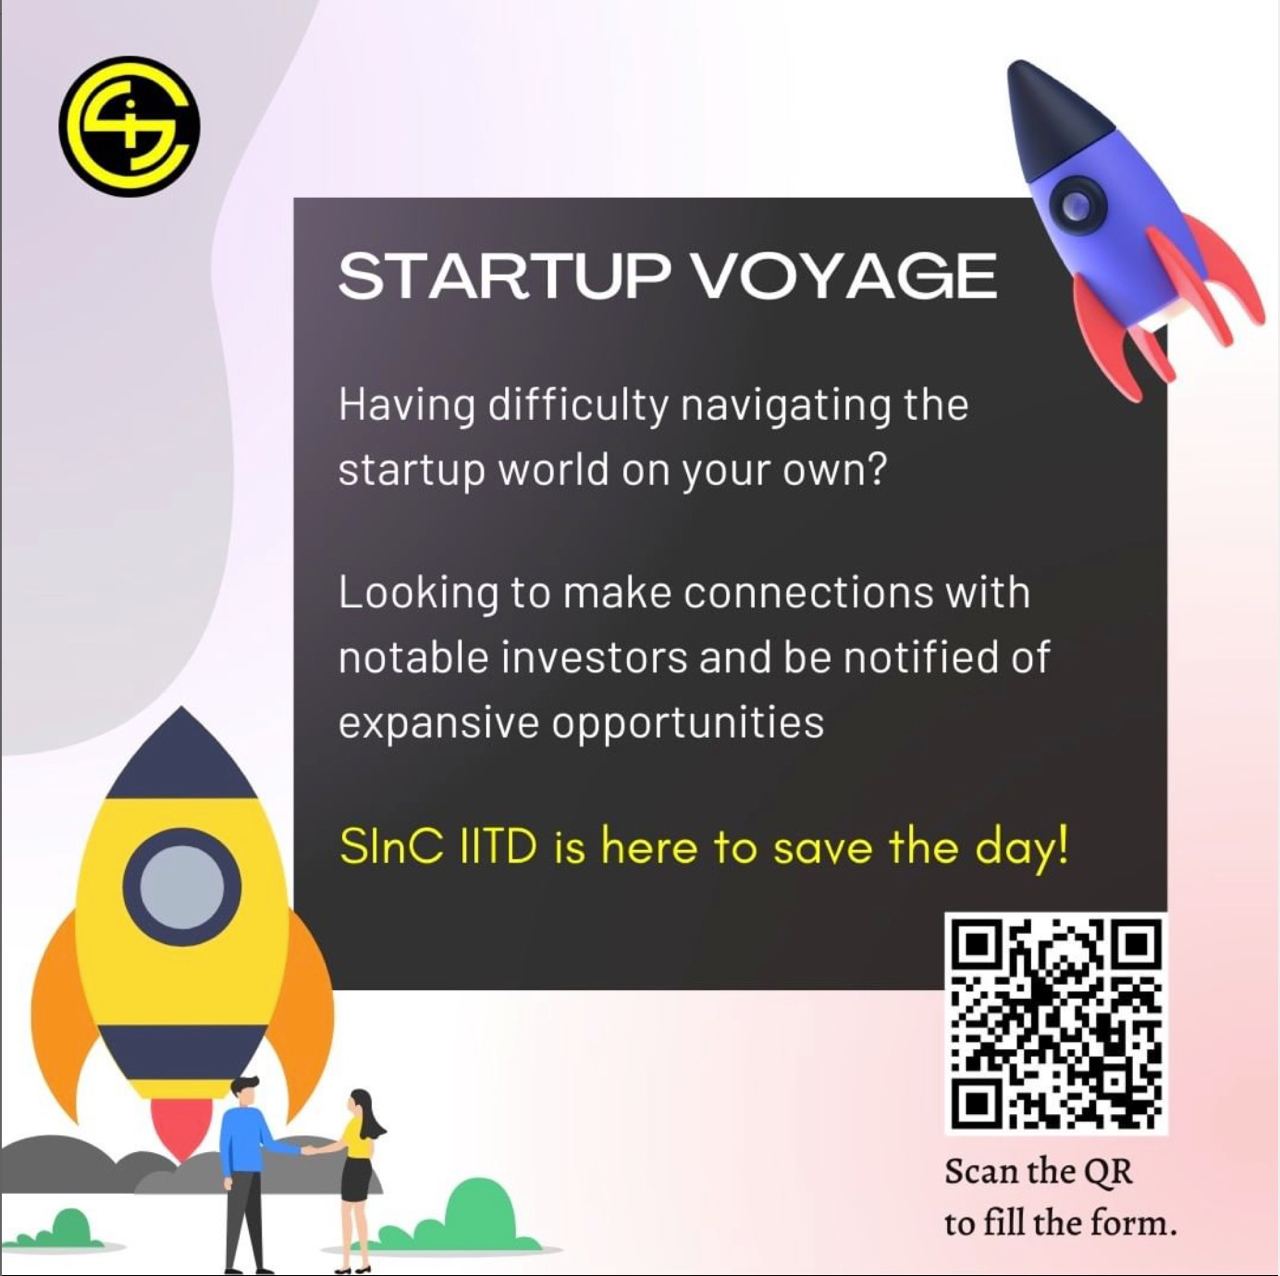 STARTUP VOYAGE
Having difficulty navigating the
startup world on your own?
Looking to make connections with
notable investors and be notified of
expansive opportunities
SInC IITD is here to save the day!
Scan the QR
to fill the form.